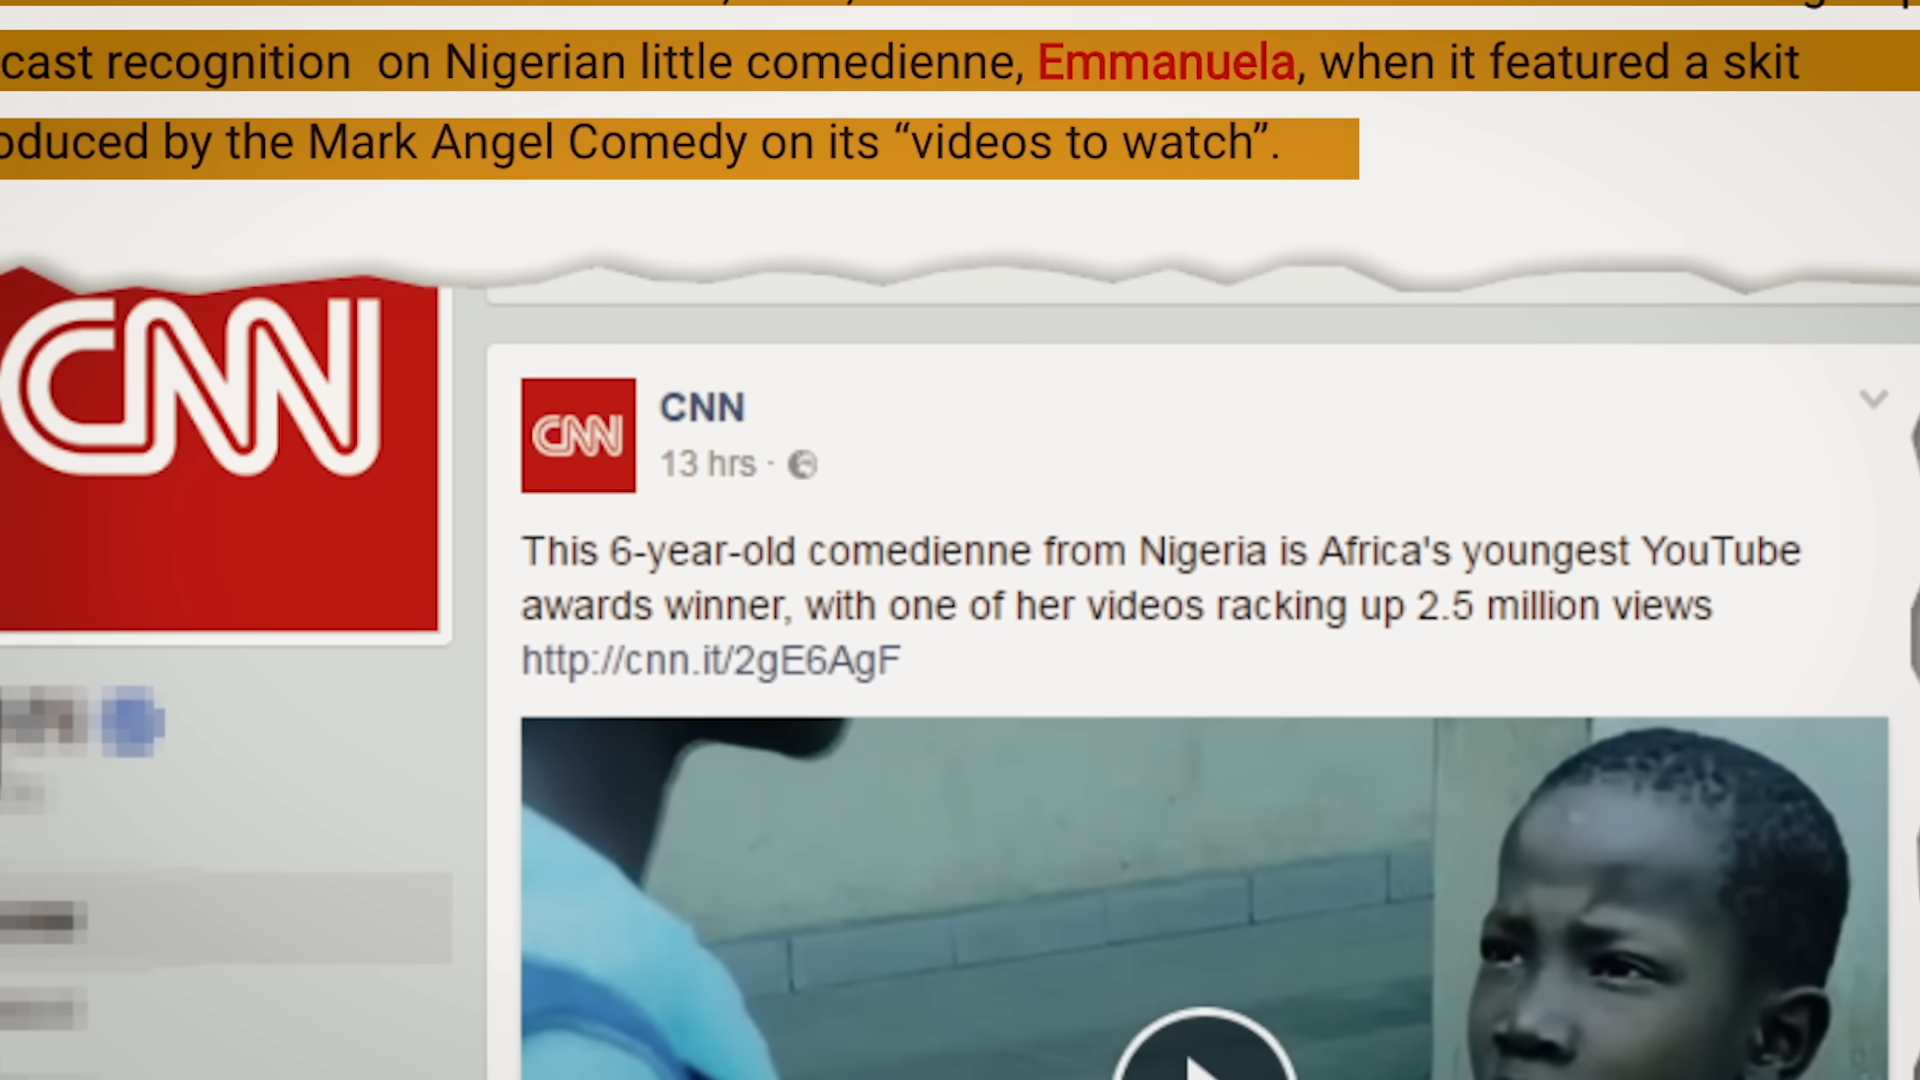 cast recognition on Nigerian little comedienne, Emmanuela, when it featured a skit
oduced by the Mark Angel Comedy on its “videos to watch”.
CNN
CNN
CNN
13 hrs ·
This 6-year-old comedienne from Nigeria is Africa's youngest YouTube
awards winner, with one of her videos racking up 2.5 million views
http://cnn.it/2gE6AgF